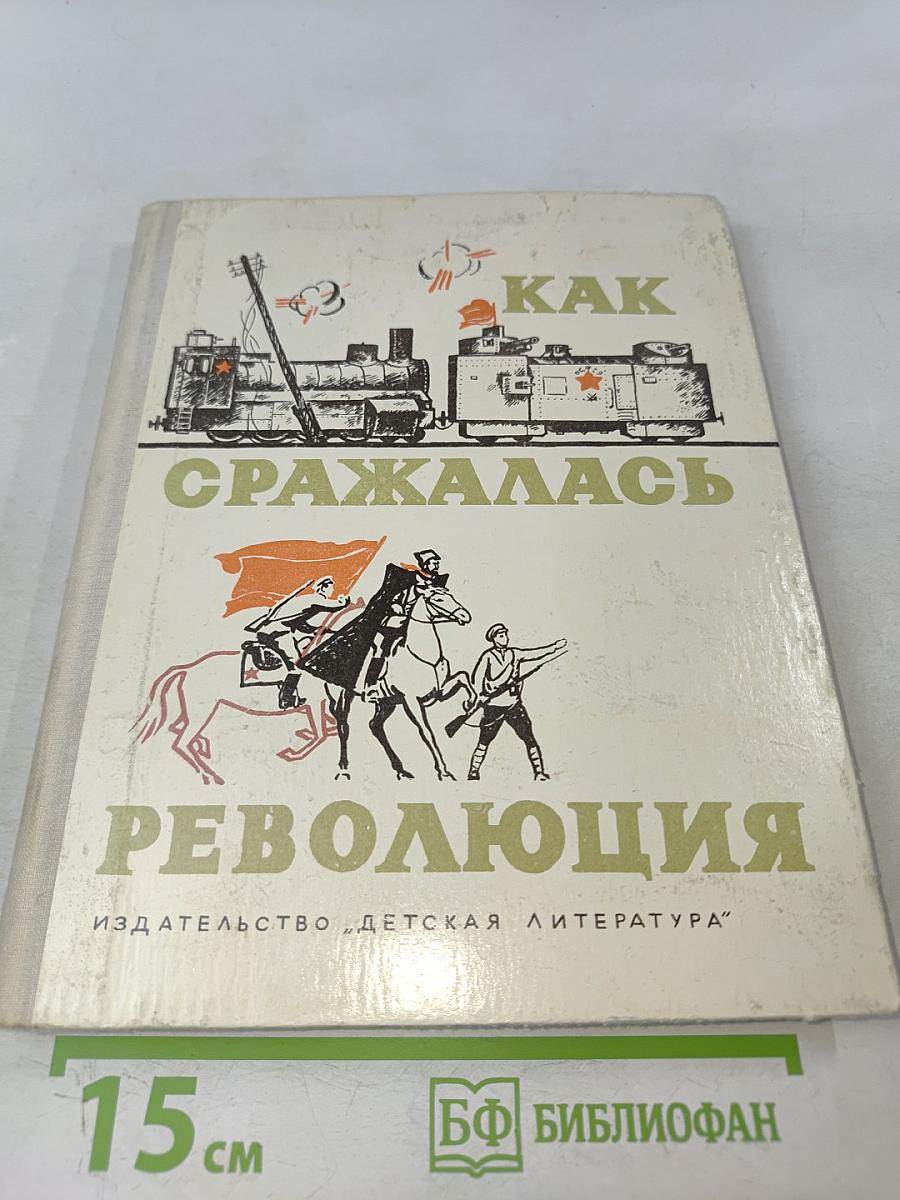 КАК
СРАЖАЛАСЬ
РЕВОЛЮЦИЯ
ИЗДАТЕЛЬСТВО „ДЕТСКАЯ ЛИТЕРАТУРА"
15 см
БФ БИБЛИОФАН